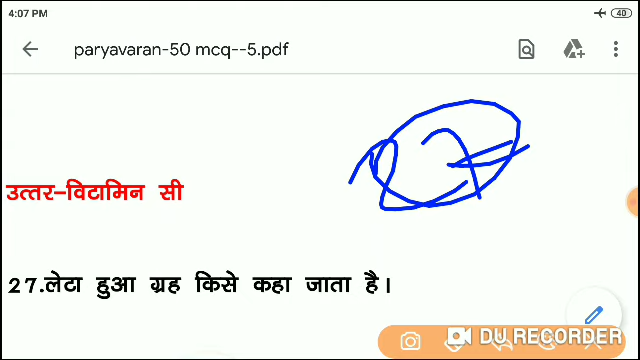 4:07 PM
40
paryavaran-50 mcq--5.pdf
उत्तर-विटामिन सी
27.लेटा हुआ ग्रह किसे कहा जाता है।
DU RECORDER